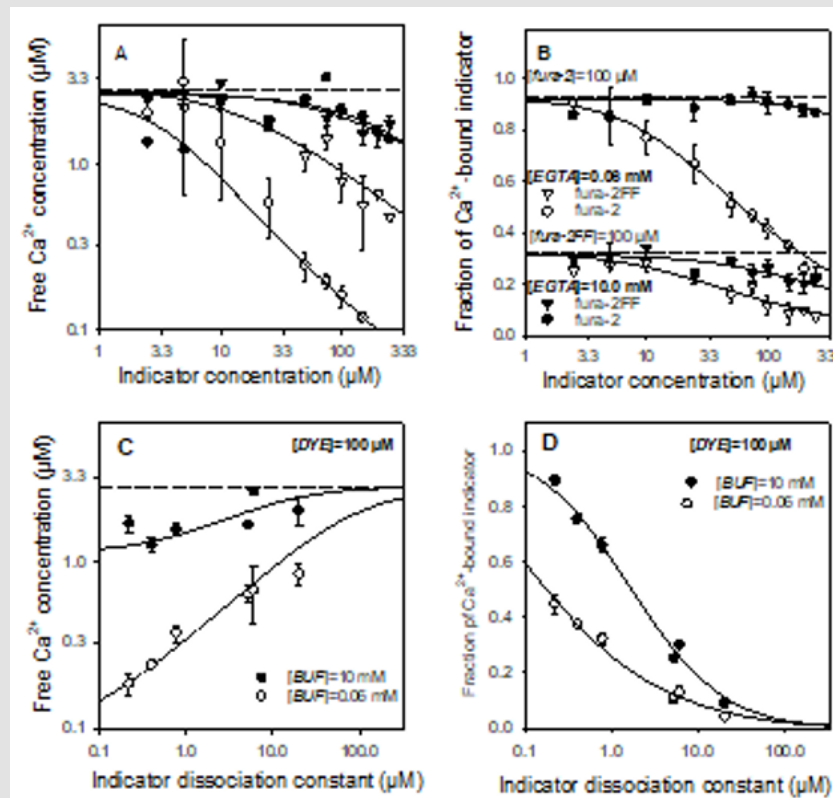 A
Free Ca2+ concentration (µM)
3.3
1.0
0.3
0.1
1 3.3 10 33 100 333
Indicator concentration (µM)
B
Fraction of Ca2+-bound indicator
1.0
0.8
0.6
0.4
0.2
0.0
[fura-2]=100 µM
[EGTA]=0.06 mM
fura-2FF
fura-2
[fura-2FF]=100 µM
[EGTA]=10.0 mM
fura-2FF
fura-2
1 3.3 10 33 100 33
Indicator concentration (µM)
C
[DYE]=100 µM
Free Ca2+ concentration (µM)
3.3
1.0
0.3
0.1
[BUF]=10 mM
[BUF]=0.06 mM
0.1 1.0 10.0 100.0
Indicator dissociation constant (µM)
D
[DYE]=100 µM
Fraction pf Ca2+-bound indicator
1.0
0.8
0.6
0.4
0.2
0.0
[BUF]=10 mM
[BUF]=0.06 mM
0.1 1.0 10.0 100.0
Indicator dissociation constant (µM)